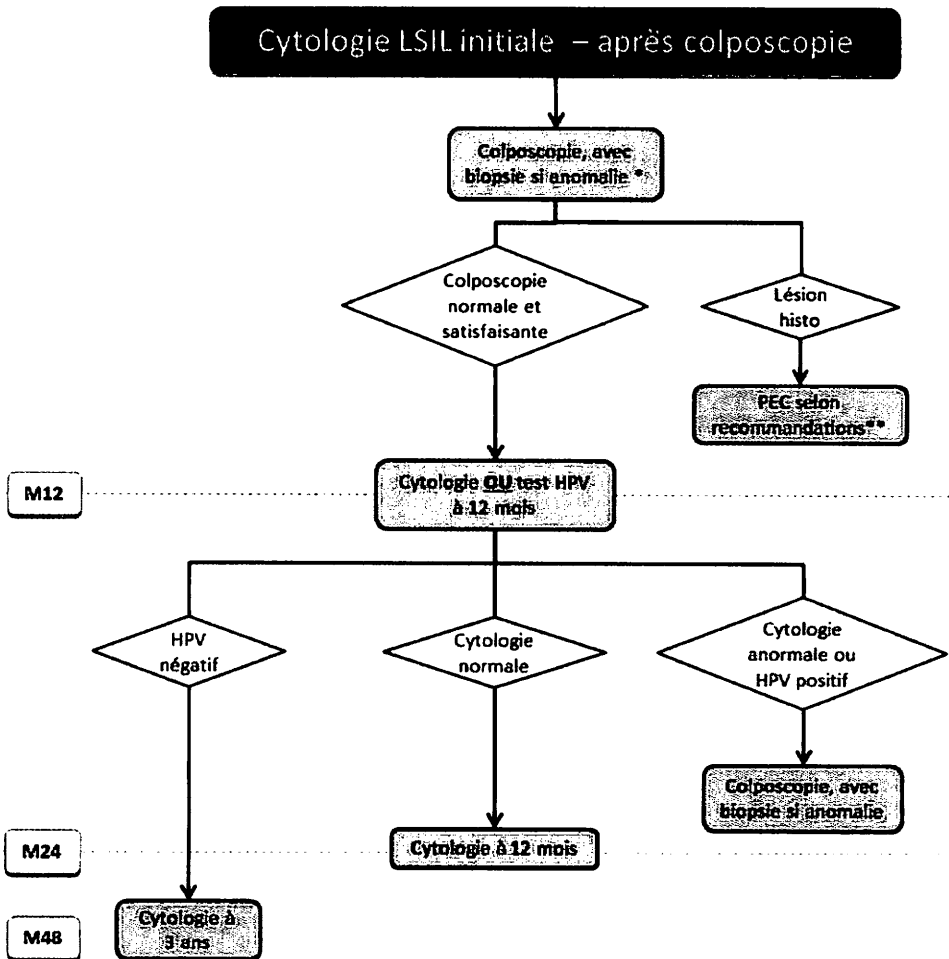 Cytologie LSIL initiale – après colposcopie
Colposcopie, avec
biopsie si anomalie *
Colposcopie
normale et
satisfaisante
Lésion
histo
PEC selon
recommandations**
M12
Cytologie OU test HPV
à 12 mois
HPV
négatif
Cytologie
normale
Cytologie
anormale ou
HPV positif
Colposcopie, avec
biopsie si anomalie
M24
Cytologie à 12 mois
M48
Cytologie à
3 ans